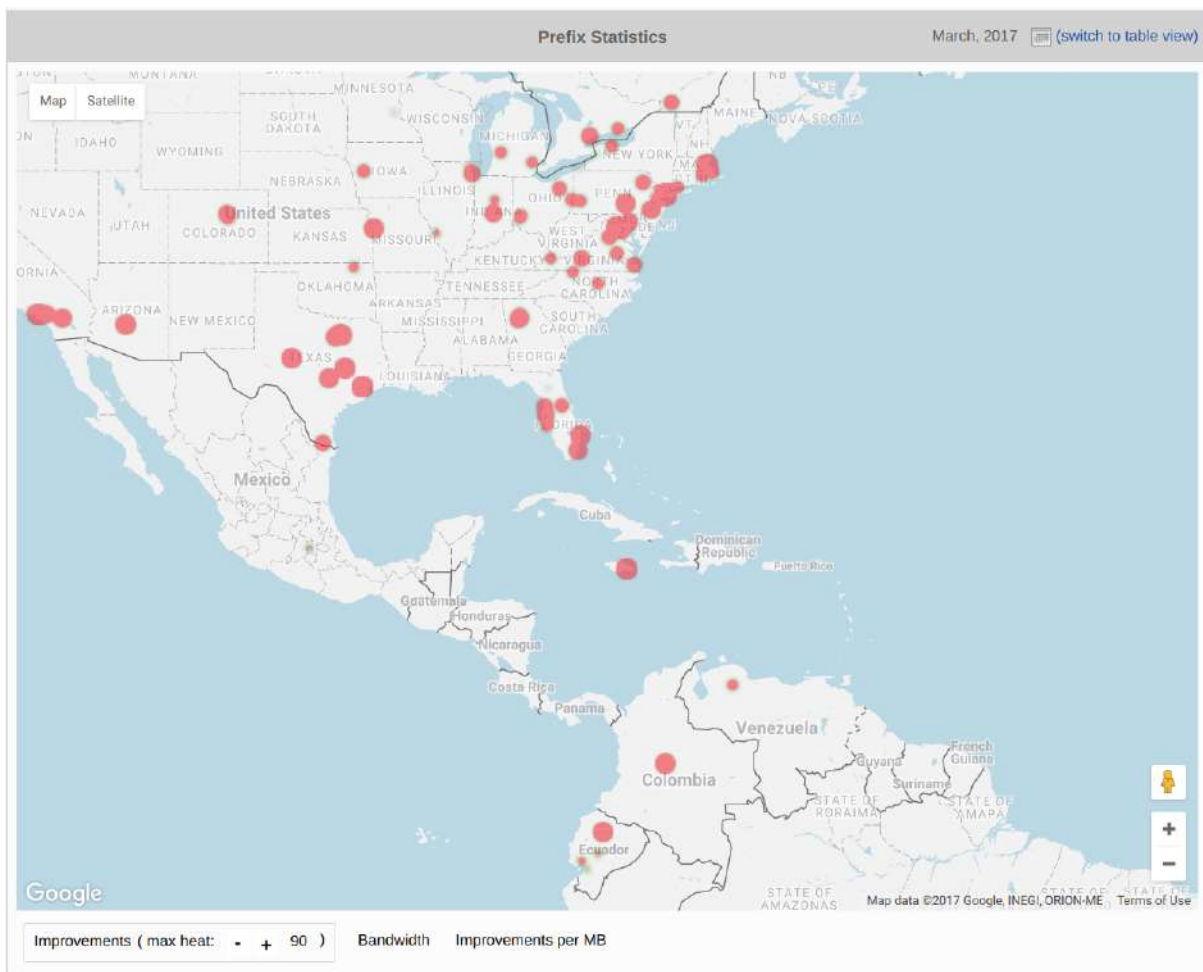 Prefix Statistics
March, 2017 (switch to table view)
Map Satellite
MONTANA
MINNESOTA
NB
PE
SOUTH DAKOTA
WISCONSIN
MICHIGAN
VT
MAINE
NOVA SCOTIA
IDAHO
WYOMING
NH
NEW YORK
NEBRASKA
IOWA
ILLINOIS
OHIO
PENN
NEVADA
UTAH
COLORADO
United States
KANSAS
MISSOURI
WEST VIRGINIA
KENTUCKY
VIRGINIA
OKLAHOMA
TENNESSEE
NORTH CAROLINA
ARIZONA
NEW MEXICO
ARKANSAS
MISSISSIPPI
SOUTH CAROLINA
ALABAMA
GEORGIA
TEXAS
LOUISIANA
FLORIDA
Mexico
Cuba
Dominican Republic
Puerto Rico
Guatemala
Honduras
Nicaragua
Costa Rica
Panama
Venezuela
Guyana
French Guiana
Suriname
Colombia
STATE OF RORAIMA
STATE OF AMAPA
Ecuador
STATE OF AMAZONAS
Google
Map data ©2017 Google, INEGI, ORION-ME Terms of Use
+
−
Improvements ( max heat: - + 90 ) Bandwidth Improvements per MB